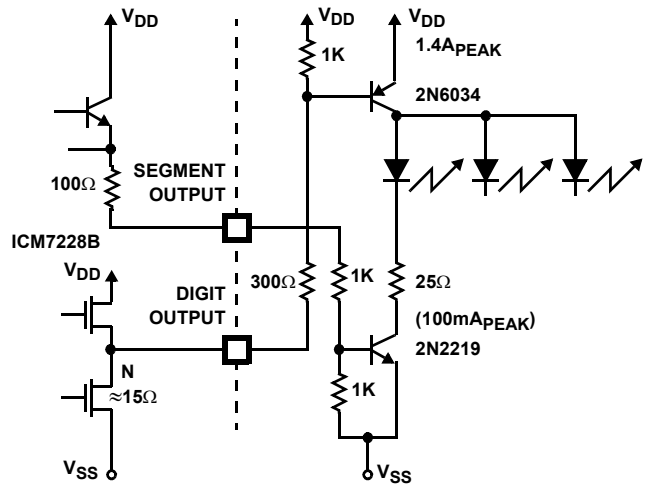 VDD
VDD
VDD
1K
1.4APEAK
2N6034
SEGMENT
OUTPUT
100Ω
ICM7228B
VDD
DIGIT
OUTPUT
300Ω
1K
25Ω
(100mAPEAK)
2N2219
N
≈15Ω
1K
VSS
VSS